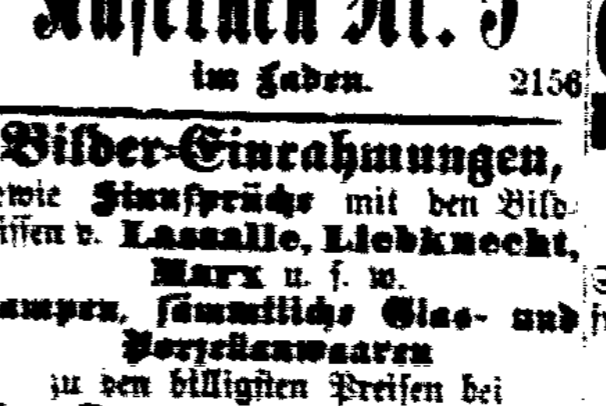 im Laden. 2156
Bilder-Einrahmungen,
sowie Sinnsprüche mit den Bild-
nissen v. Lassalle, Liebknecht,
Marx u. s. w.
Lampen, sämmtliche Glas- und
Porzellanwaaren
zu den billigsten Preisen bei